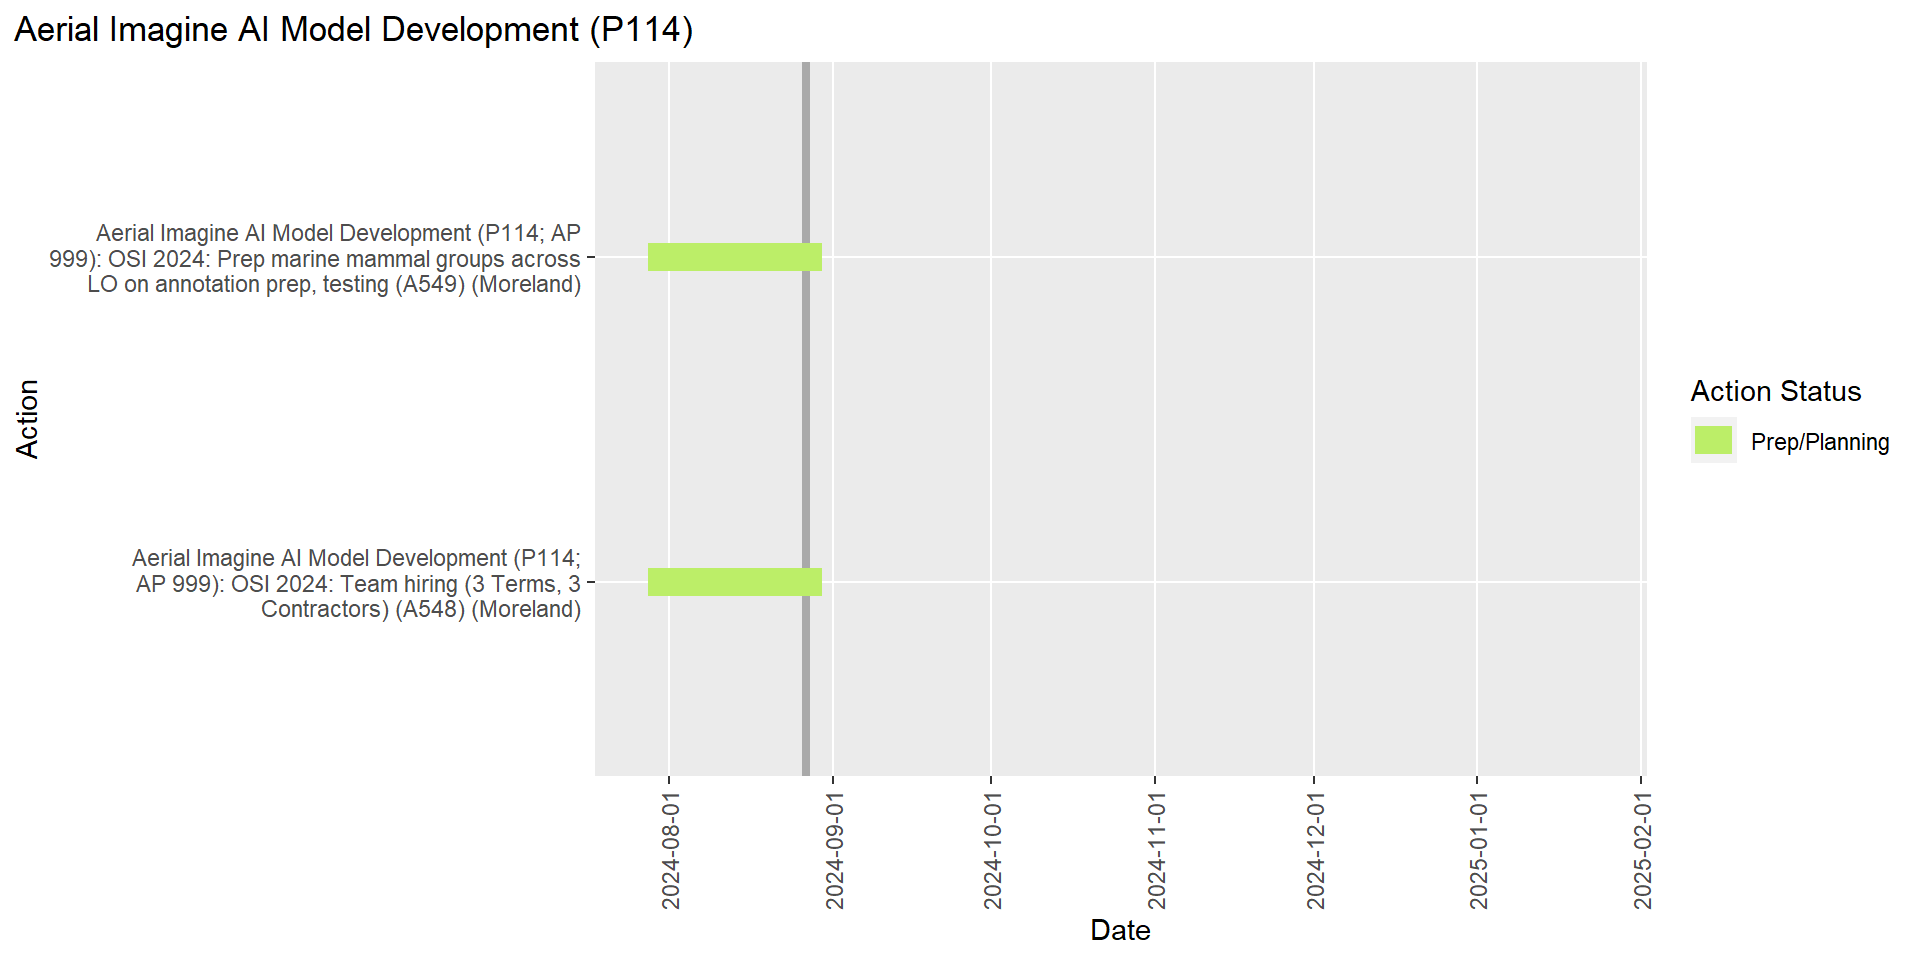 Aerial Imagine AI Model Development (P114)
Aerial Imagine AI Model Development (P114; AP
999): OSI 2024: Prep marine mammal groups across
LO on annotation prep, testing (A549) (Moreland)
Action
Aerial Imagine AI Model Development (P114;
AP 999): OSI 2024: Team hiring (3 Terms, 3
Contractors) (A548) (Moreland)
2024-08-01
2024-09-01
2024-10-01
2024-11-01
2024-12-01
2025-01-01
2025-02-01
Date
Action Status
Prep/Planning